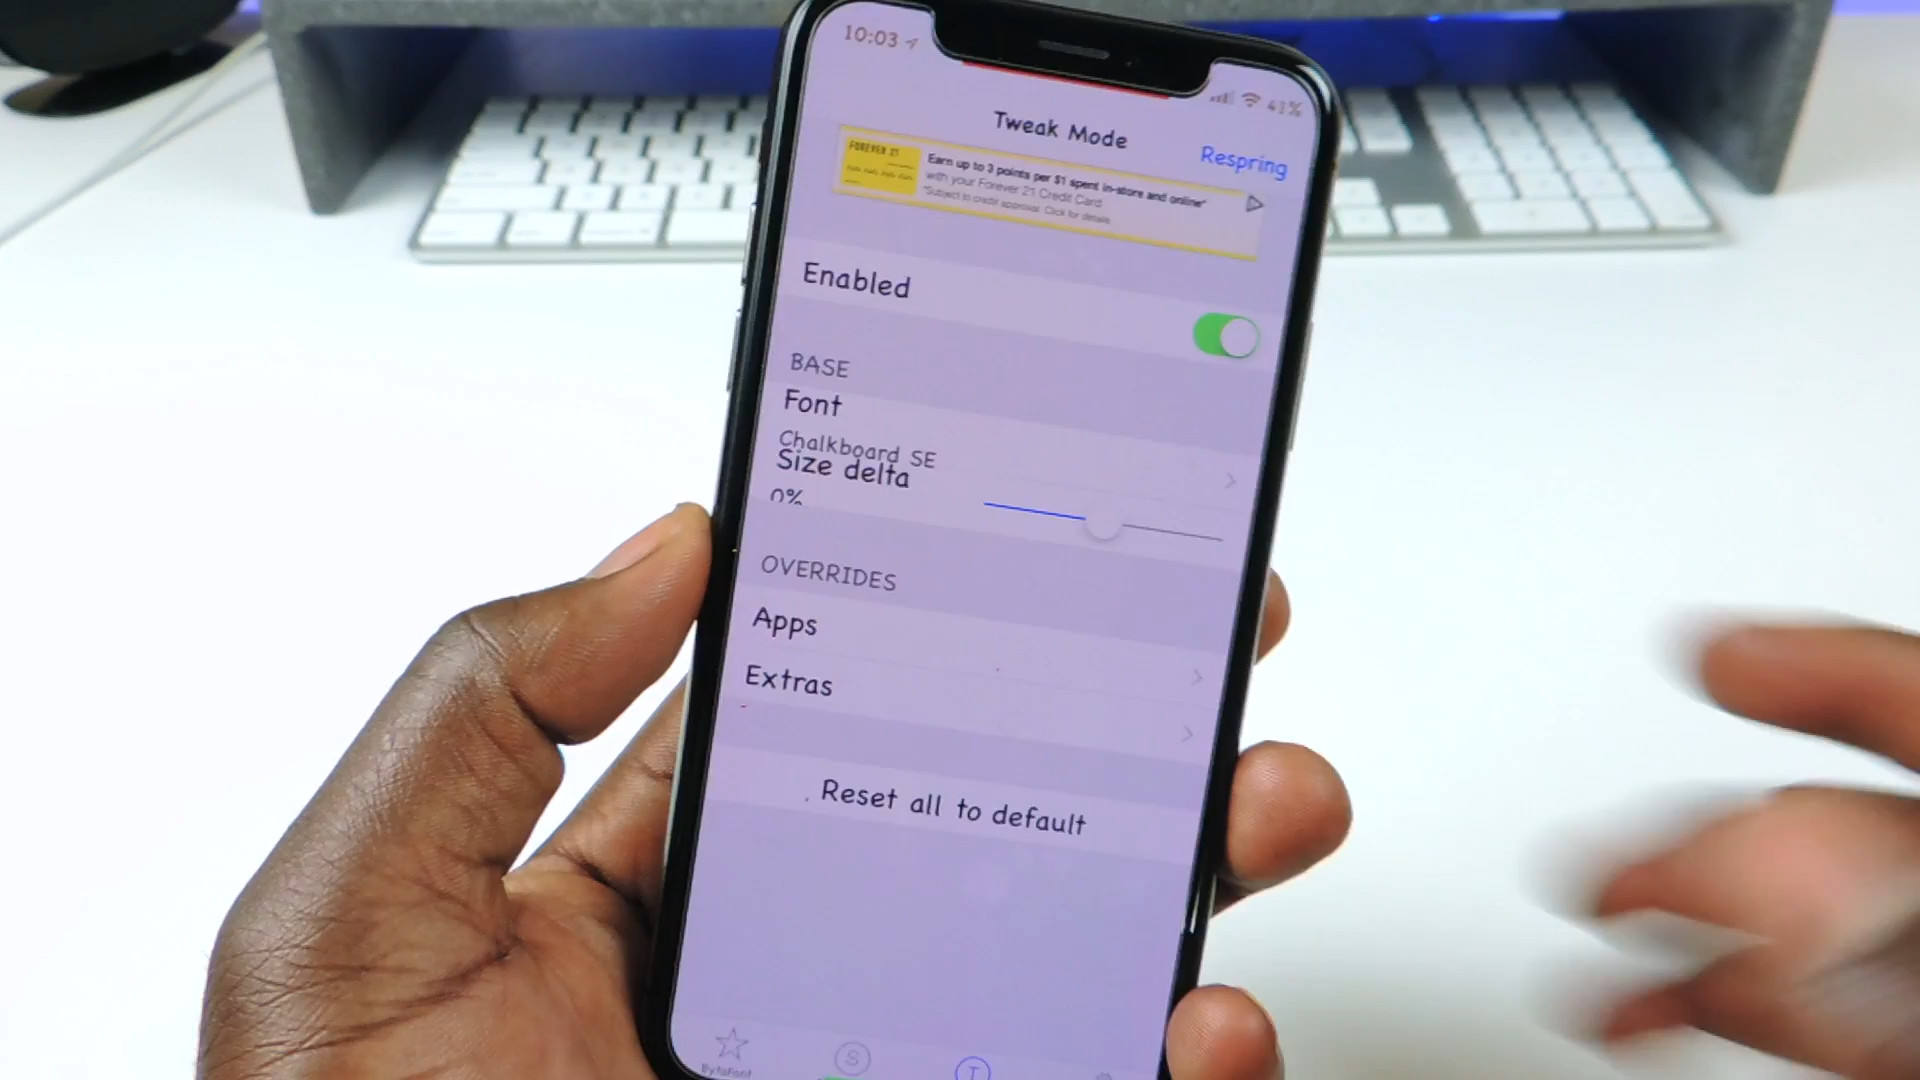 10:03
41%
Tweak Mode
Respring
FOREVER 21
Earn up to 3 points per $1 spent in-store and online*
with your Forever 21 Credit Card
*Subject to credit approval. Click for details.
Enabled
BASE
Font
Chalkboard SE
Size delta
0%
OVERRIDES
Apps
Extras
Reset all to default
BytaFont
S
T